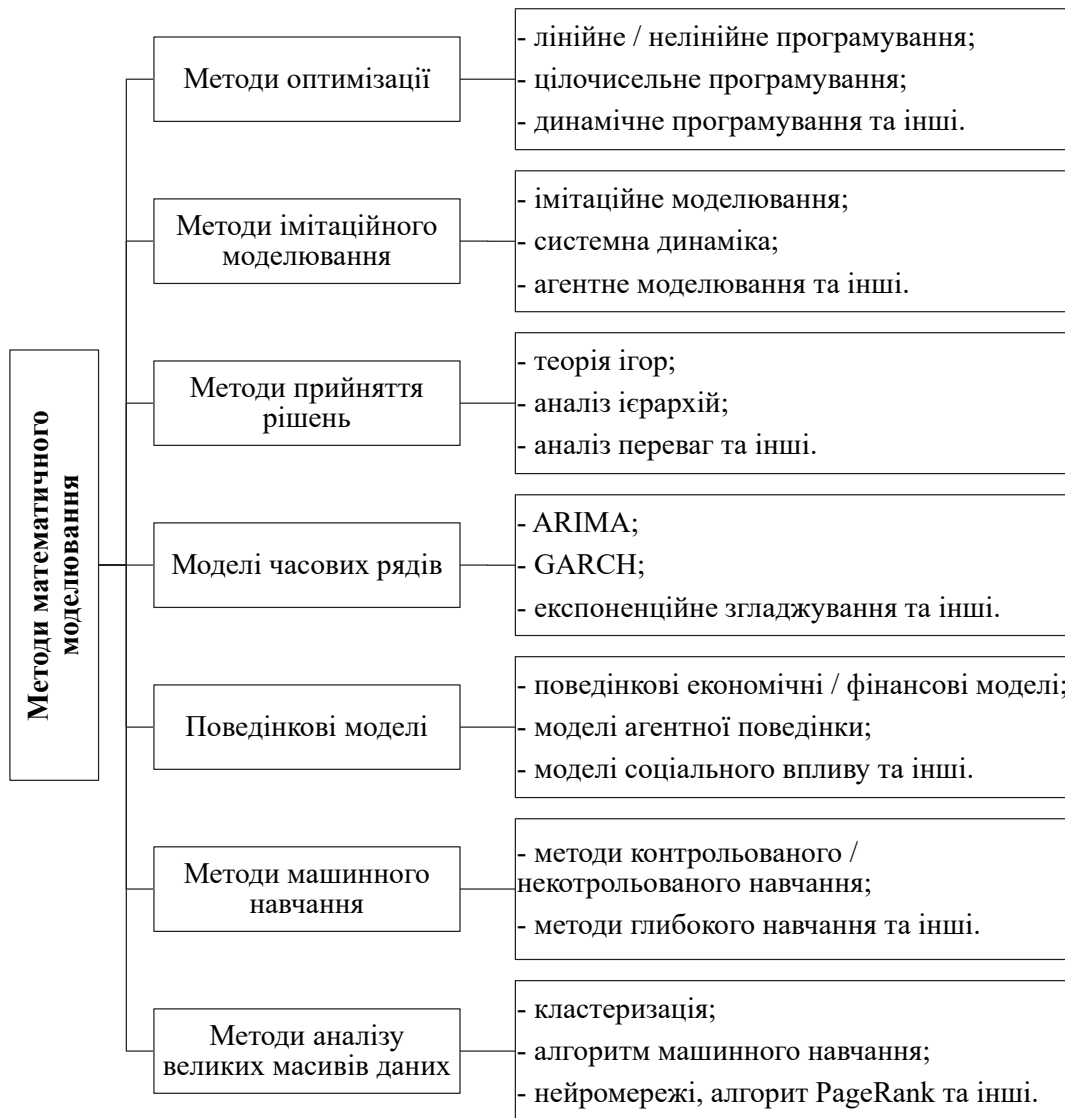 Методи математичного
моделювання
Методи оптимізації
- лінійне / нелінійне програмування;
- цілочисельне програмування;
- динамічне програмування та інші.
Методи імітаційного
моделювання
- імітаційне моделювання;
- системна динаміка;
- агентне моделювання та інші.
Методи прийняття
рішень
- теорія ігор;
- аналіз ієрархій;
- аналіз переваг та інші.
Моделі часових рядів
- ARIMA;
- GARCH;
- експоненційне згладжування та інші.
Поведінкові моделі
- поведінкові економічні / фінансові моделі;
- моделі агентної поведінки;
- моделі соціального впливу та інші.
Методи машинного
навчання
- методи контрольованого /
некотрольованого навчання;
- методи глибокого навчання та інші.
Методи аналізу
великих масивів даних
- кластеризація;
- алгоритм машинного навчання;
- нейромережі, алгорит PageRank та інші.